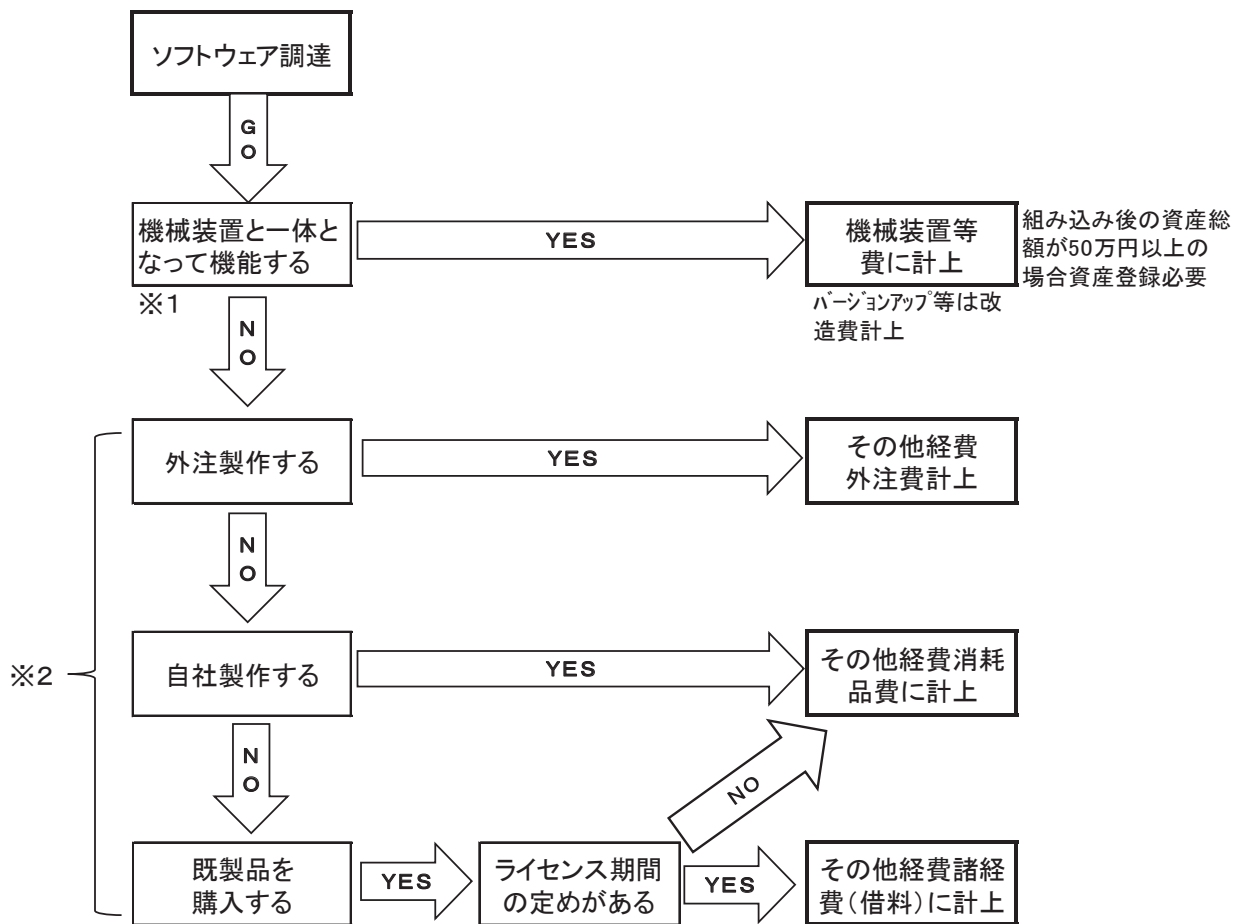 ソフトウェア調達
G
O
機械装置と一体と
なって機能する
※1
YES
機械装置等
費に計上
組み込み後の資産総
額が50万円以上の
場合資産登録必要
ﾊﾞｰｼﾞｮﾝｱｯﾌﾟ等は改
造費計上
N
O
外注製作する
YES
その他経費
外注費計上
N
O
※2
自社製作する
YES
その他経費消耗
品費に計上
N
O
NO
既製品を
購入する
YES
ライセンス期間
の定めがある
YES
その他経費諸経
費（借料）に計上